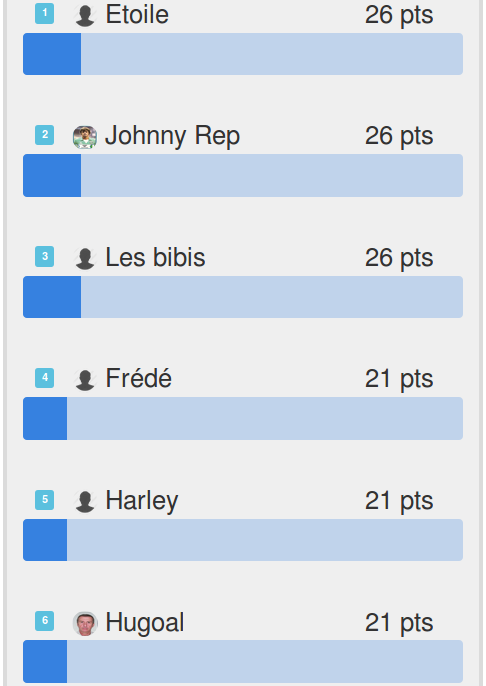 1 Etoile 26 pts
2 Johnny Rep 26 pts
3 Les bibis 26 pts
4 Frédé 21 pts
5 Harley 21 pts
6 Hugoal 21 pts